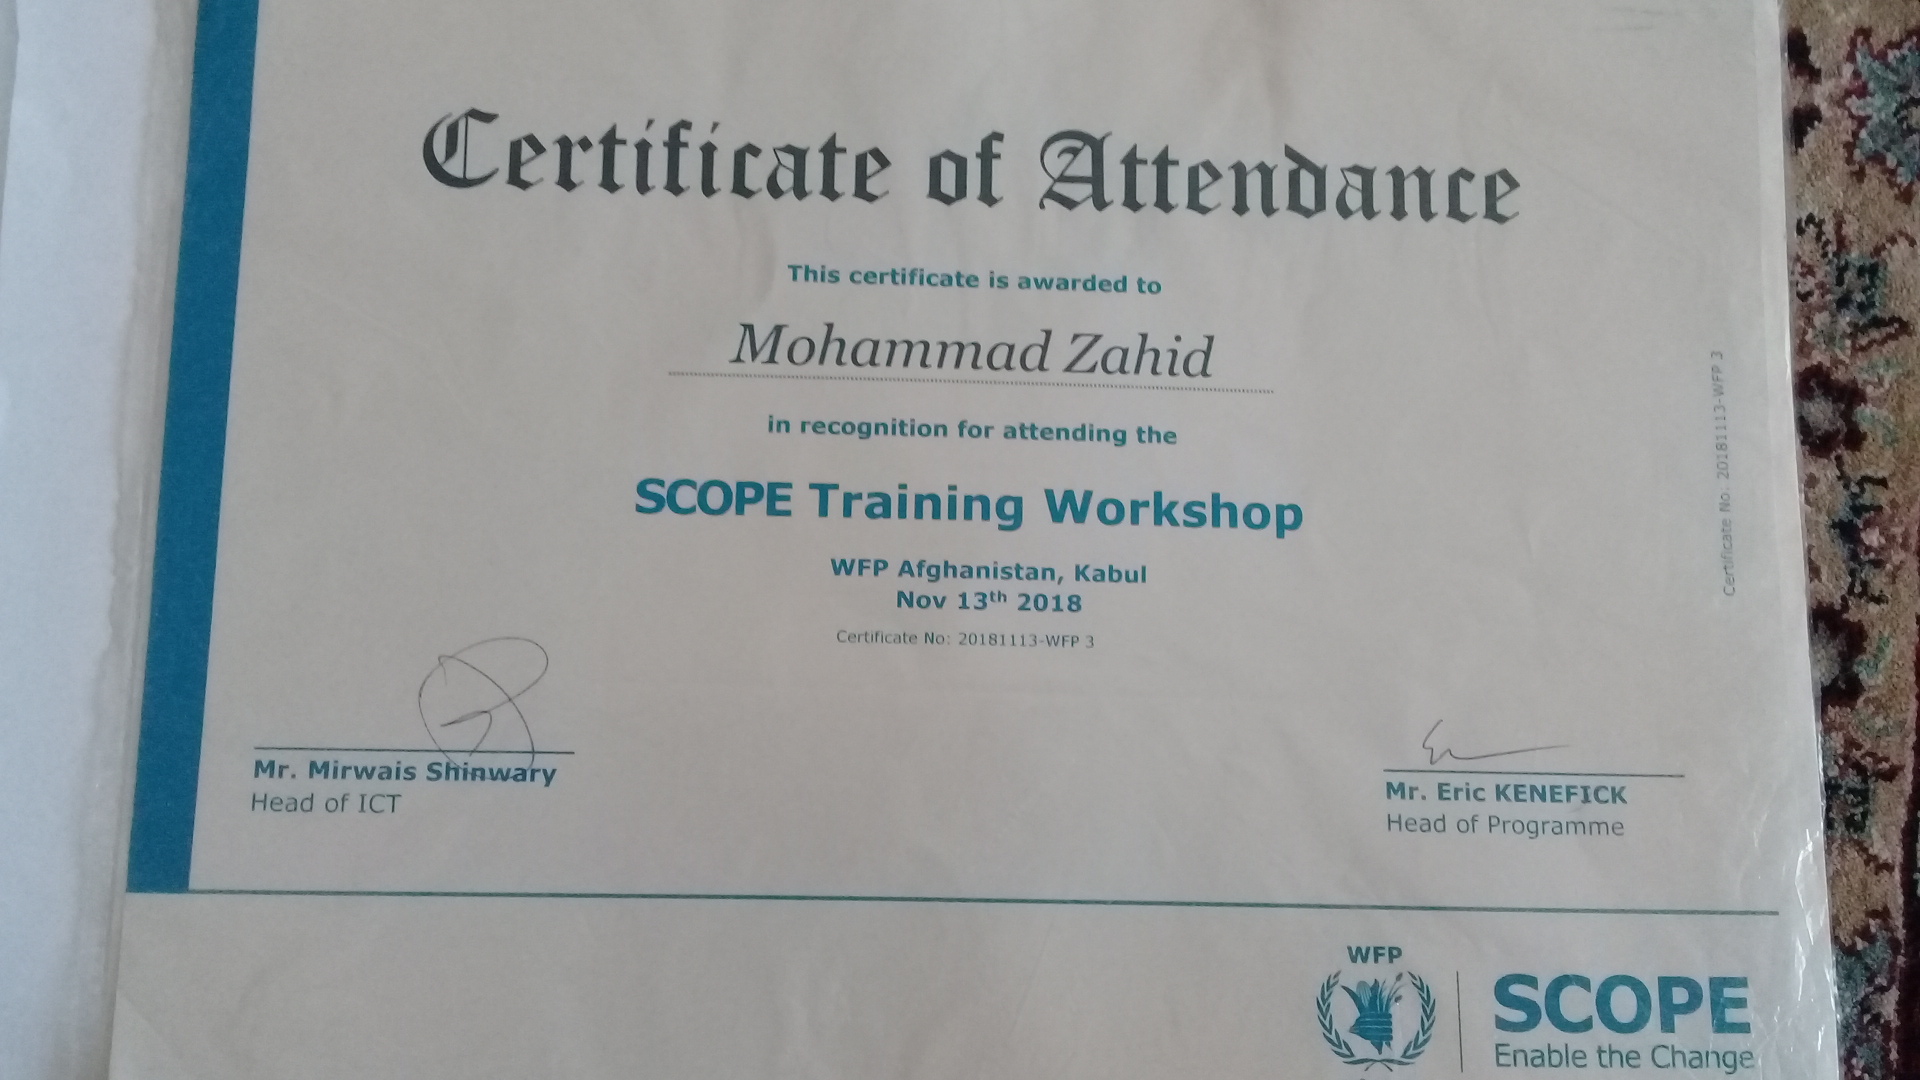 Certificate of Attendance
This certificate is awarded to
Mohammad Zahid
in recognition for attending the
SCOPE Training Workshop
WFP Afghanistan, Kabul
Nov 13th 2018
Certificate No: 20181113-WFP 3
Mr. Mirwais Shinwary
Head of ICT
Mr. Eric KENEFICK
Head of Programme
Certificate No: 20181113-WFP 3
WFP
SCOPE
Enable the Change